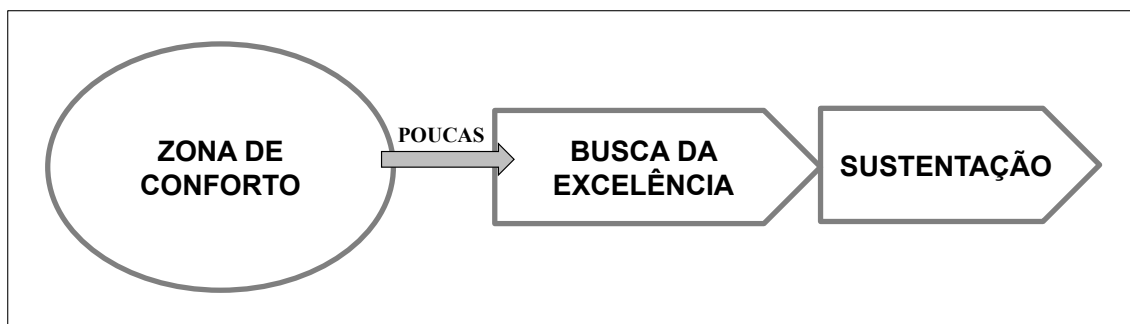 ZONA DE
CONFORTO
POUCAS
BUSCA DA
EXCELÊNCIA
SUSTENTAÇÃO